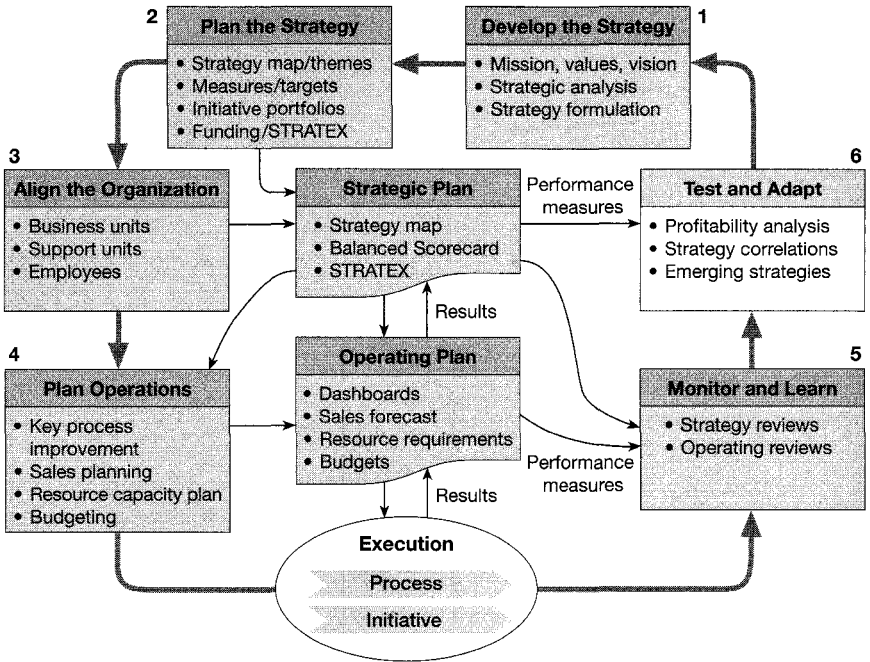 2
Plan the Strategy
• Strategy map/themes
• Measures/targets
• Initiative portfolios
• Funding/STRATEX
Develop the Strategy
1
• Mission, values, vision
• Strategic analysis
• Strategy formulation
3
Align the Organization
• Business units
• Support units
• Employees
Strategic Plan
• Strategy map
• Balanced Scorecard
• STRATEX
Performance
measures
6
Test and Adapt
• Profitability analysis
• Strategy correlations
• Emerging strategies
Results
4
Plan Operations
• Key process
improvement
• Sales planning
• Resource capacity plan
• Budgeting
Operating Plan
• Dashboards
• Sales forecast
• Resource requirements
• Budgets
Performance
measures
5
Monitor and Learn
• Strategy reviews
• Operating reviews
Results
Execution
Process
Initiative